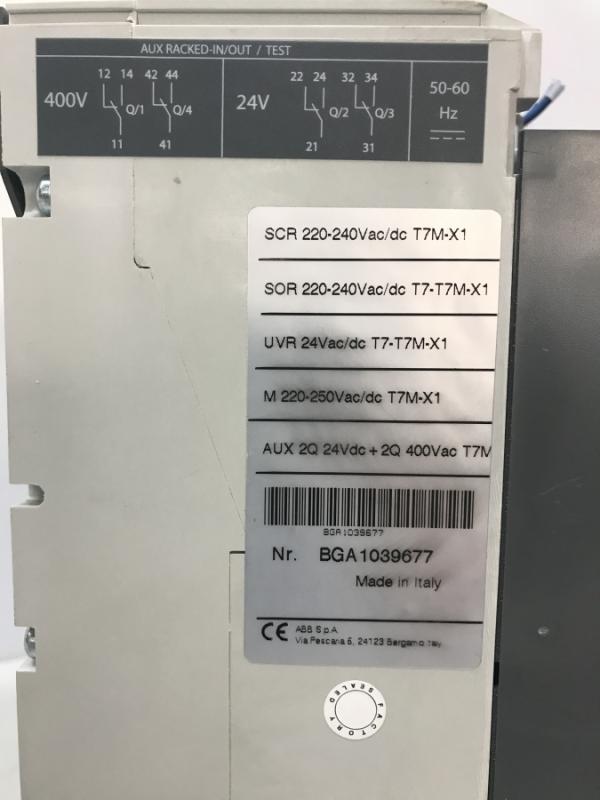 AUX RACKED-IN/OUT / TEST
12 14 42 44
400V Q/1 Q/4
11 41
22 24 32 34
24V Q/2 Q/3
21 31
50-60
Hz
SCR 220-240Vac/dc T7M-X1
SOR 220-240Vac/dc T7-T7M-X1
UVR 24Vac/dc T7-T7M-X1
M 220-250Vac/dc T7M-X1
AUX 2Q 24Vdc + 2Q 400Vac T7M
BGA1039677
Nr. BGA1039677
Made in Italy
CE ABB S.p.A.
Via Pescaria 5, 24123 Bergamo Italy
FACTORY SEALED